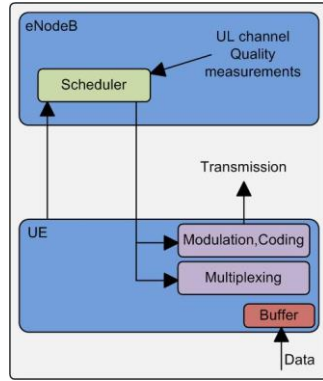 eNodeB
UL channel
Quality
measurements
Scheduler
Transmission
UE
Modulation,Coding
Multiplexing
Buffer
Data